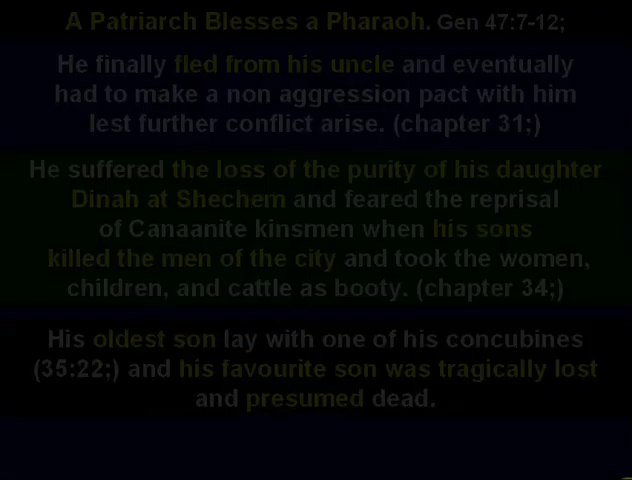 A Patriarch Blesses a Pharaoh. Gen 47:7-12;
He finally fled from his uncle and eventually
had to make a non aggression pact with him
lest further conflict arise. (chapter 31;)
He suffered the loss of the purity of his daughter
Dinah at Shechem and feared the reprisal
of Canaanite kinsmen when his sons
killed the men of the city and took the women,
children, and cattle as booty. (chapter 34;)
His oldest son lay with one of his concubines
(35:22;) and his favourite son was tragically lost
and presumed dead.